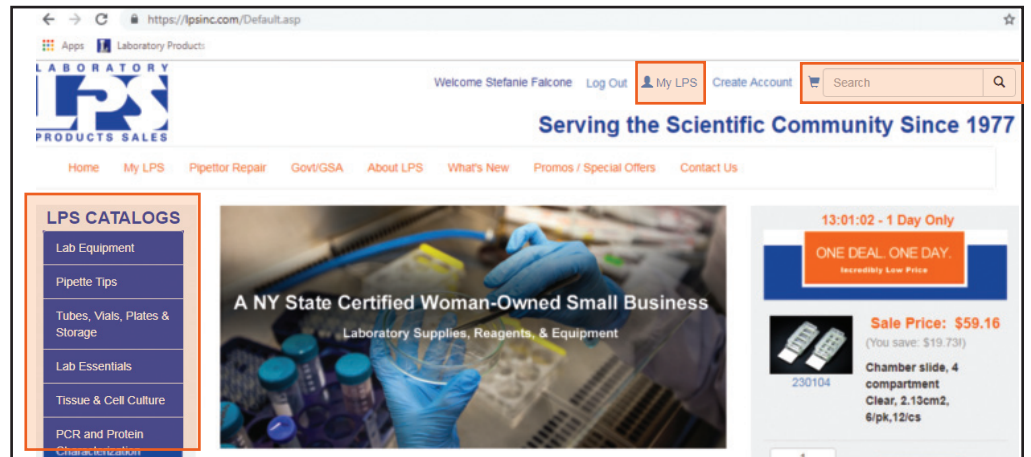 https://lpsinc.com/Default.asp
Apps Laboratory Products
LABORATORY
LPS
PRODUCTS SALES
Welcome Stefanie Falcone Log Out My LPS Create Account Search
Serving the Scientific Community Since 1977
Home My LPS Pipettor Repair Govt/GSA About LPS What's New Promos / Special Offers Contact Us
LPS CATALOGS
Lab Equipment
Pipette Tips
Tubes, Vials, Plates &
Storage
Lab Essentials
Tissue & Cell Culture
PCR and Protein
Characterization
A NY State Certified Woman-Owned Small Business
Laboratory Supplies, Reagents, & Equipment
13:01:02 - 1 Day Only
ONE DEAL. ONE DAY.
Incredibly Low Price
Sale Price: $59.16
(You save: $19.73!)
230104
Chamber slide, 4
compartment
Clear, 2.13cm2,
6/pk,12/cs